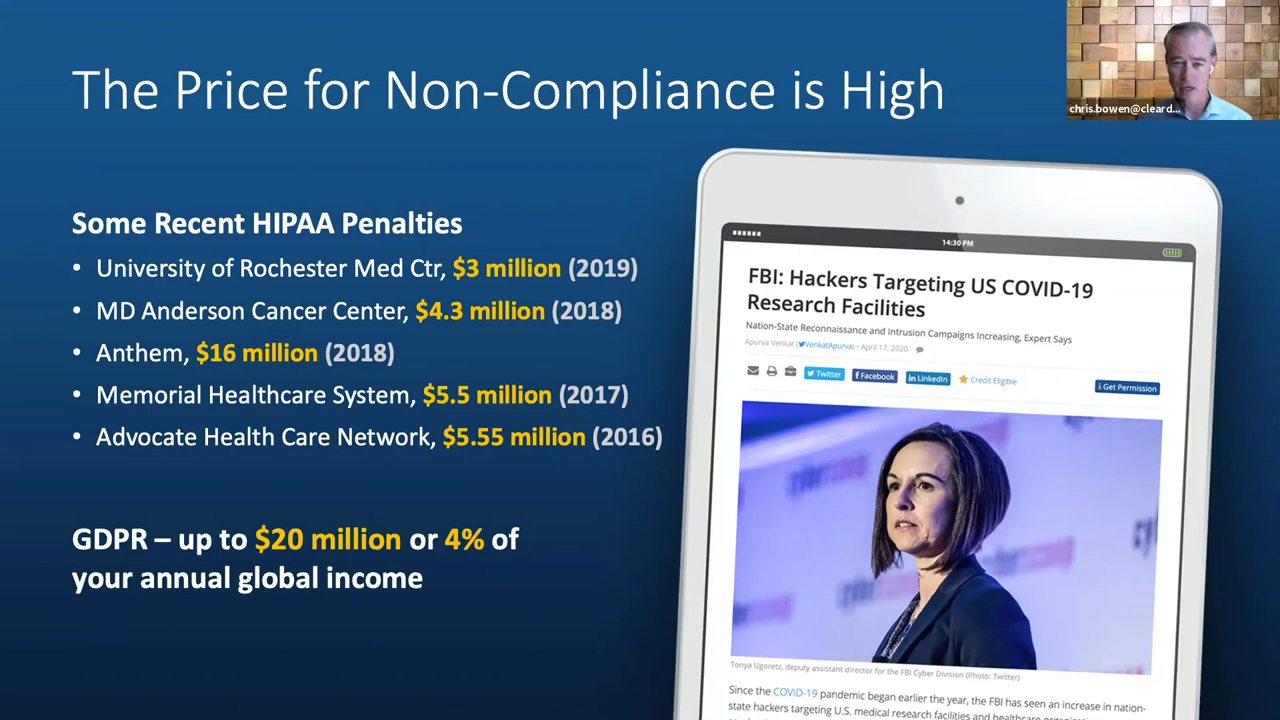 The Price for Non-Compliance is High
chris.bowen@cleard...
Some Recent HIPAA Penalties
• University of Rochester Med Ctr, $3 million (2019)
• MD Anderson Cancer Center, $4.3 million (2018)
• Anthem, $16 million (2018)
• Memorial Healthcare System, $5.5 million (2017)
• Advocate Health Care Network, $5.55 million (2016)
GDPR – up to $20 million or 4% of
your annual global income
14:30 PM
FBI: Hackers Targeting US COVID-19
Research Facilities
Nation-State Reconnaissance and Intrusion Campaigns Increasing, Expert Says
Apurva Venkat (VenkatApurva) • April 17, 2020
Twitter
Facebook
LinkedIn
Credit Eligible
Get Permission
Tonya Ugoretz, deputy assistant director for the FBI Cyber Division (Photo: Twitter)
Since the COVID-19 pandemic began earlier the year, the FBI has seen an increase in nation-
state hackers targeting U.S. medical research facilities and healthcare